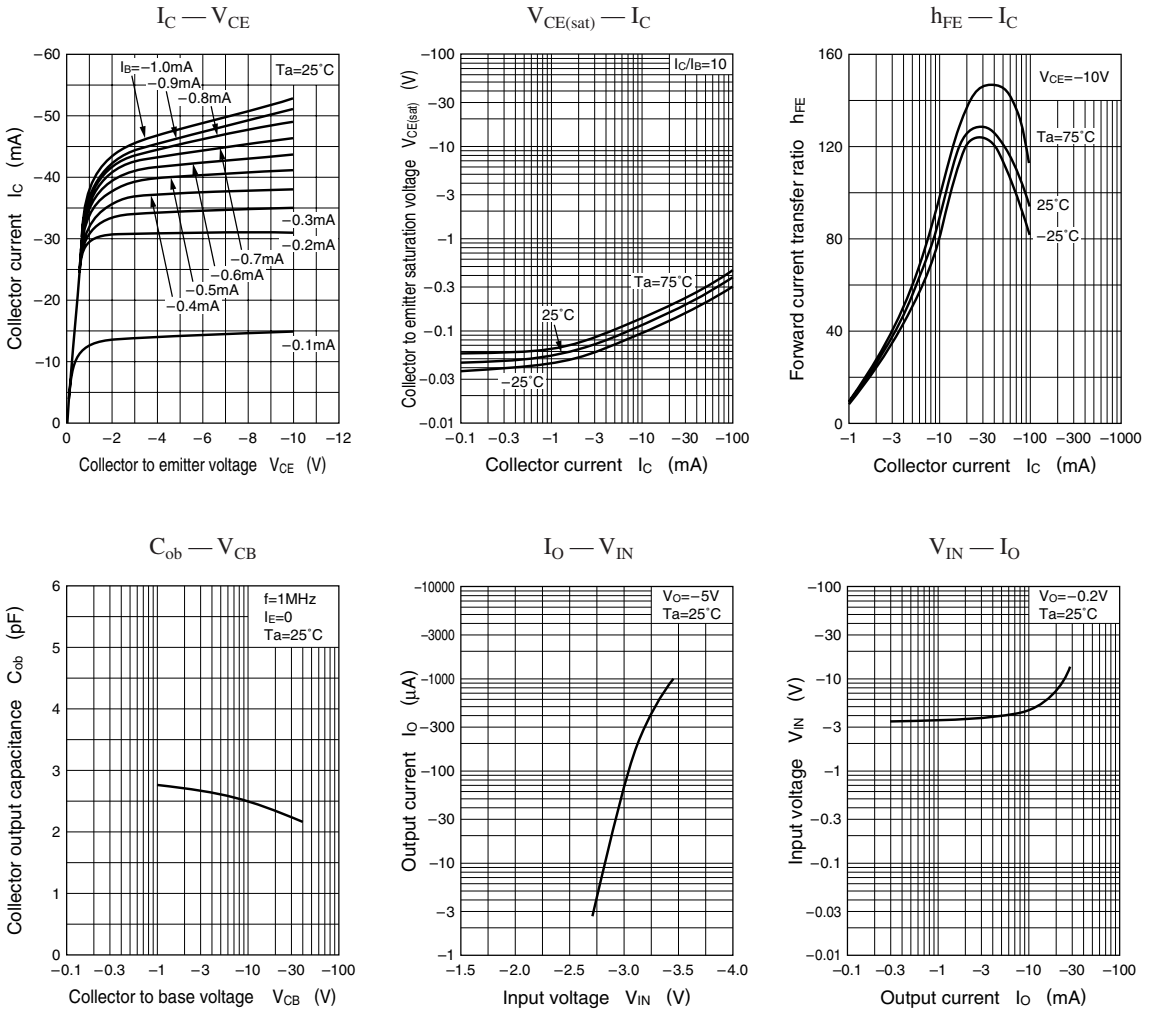 I_C — V_CE
−60
−50
−40
−30
−20
−10
0
Collector current I_C (mA)
I_B=−1.0mA
−0.9mA
−0.8mA
Ta=25˚C
−0.3mA
−0.2mA
−0.7mA
−0.6mA
−0.5mA
−0.4mA
−0.1mA
0 −2 −4 −6 −8 −10 −12
Collector to emitter voltage V_CE (V)
V_CE(sat) — I_C
−100
−30
−10
−3
−1
−0.3
−0.1
−0.03
−0.01
Collector to emitter saturation voltage V_CE(sat) (V)
I_C/I_B=10
Ta=75˚C
25˚C
−25˚C
−0.1 −0.3 −1 −3 −10 −30 −100
Collector current I_C (mA)
h_FE — I_C
160
120
80
40
0
Forward current transfer ratio h_FE
V_CE=−10V
Ta=75˚C
25˚C
−25˚C
−1 −3 −10 −30 −100 −300 −1000
Collector current I_C (mA)
C_ob — V_CB
6
5
4
3
2
1
0
Collector output capacitance C_ob (pF)
f=1MHz
I_E=0
Ta=25˚C
−0.1 −0.3 −1 −3 −10 −30 −100
Collector to base voltage V_CB (V)
I_O — V_IN
−10000
−3000
−1000
−300
−100
−30
−10
−3
−1
Output current I_O (µA)
V_O=−5V
Ta=25˚C
−1.5 −2.0 −2.5 −3.0 −3.5 −4.0
Input voltage V_IN (V)
V_IN — I_O
−100
−30
−10
−3
−1
−0.3
−0.1
−0.03
−0.01
Input voltage V_IN (V)
V_O=−0.2V
Ta=25˚C
−0.1 −0.3 −1 −3 −10 −30 −100
Output current I_O (mA)